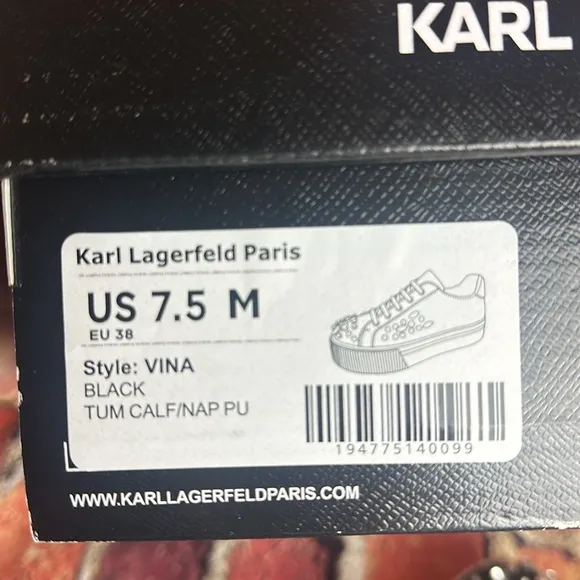 KARL
Karl Lagerfeld Paris
US 7.5 M
EU 38
Style: VINA
BLACK
TUM CALF/NAP PU
194775140099
WWW.KARLLAGERFELDPARIS.COM